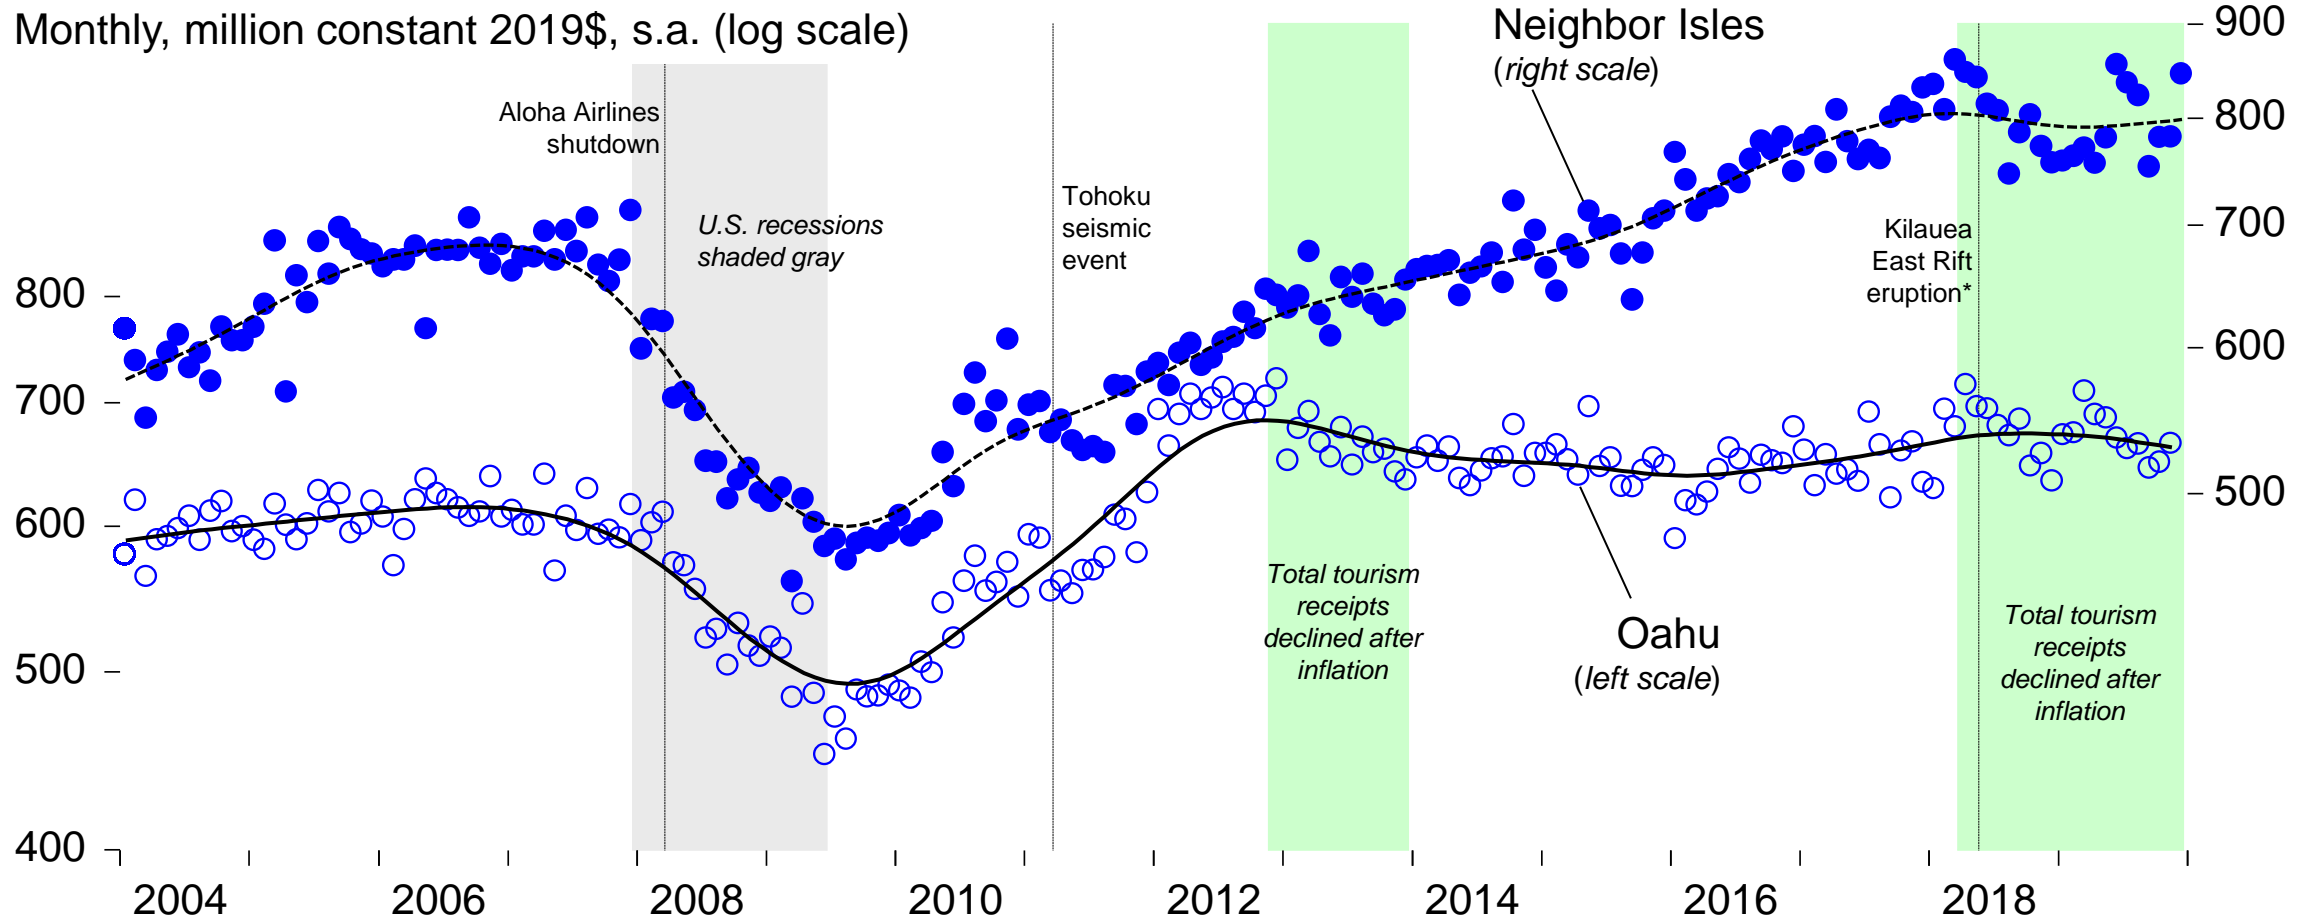 Monthly, million constant 2019$, s.a. (log scale)
Neighbor Isles
(right scale)
900
800
700
600
500
Aloha Airlines
shutdown
U.S. recessions
shaded gray
Tohoku
seismic
event
Kilauea
East Rift
eruption*
800
700
600
500
400
Total tourism
receipts
declined after
inflation
Oahu
(left scale)
Total tourism
receipts
declined after
inflation
2004
2006
2008
2010
2012
2014
2016
2018